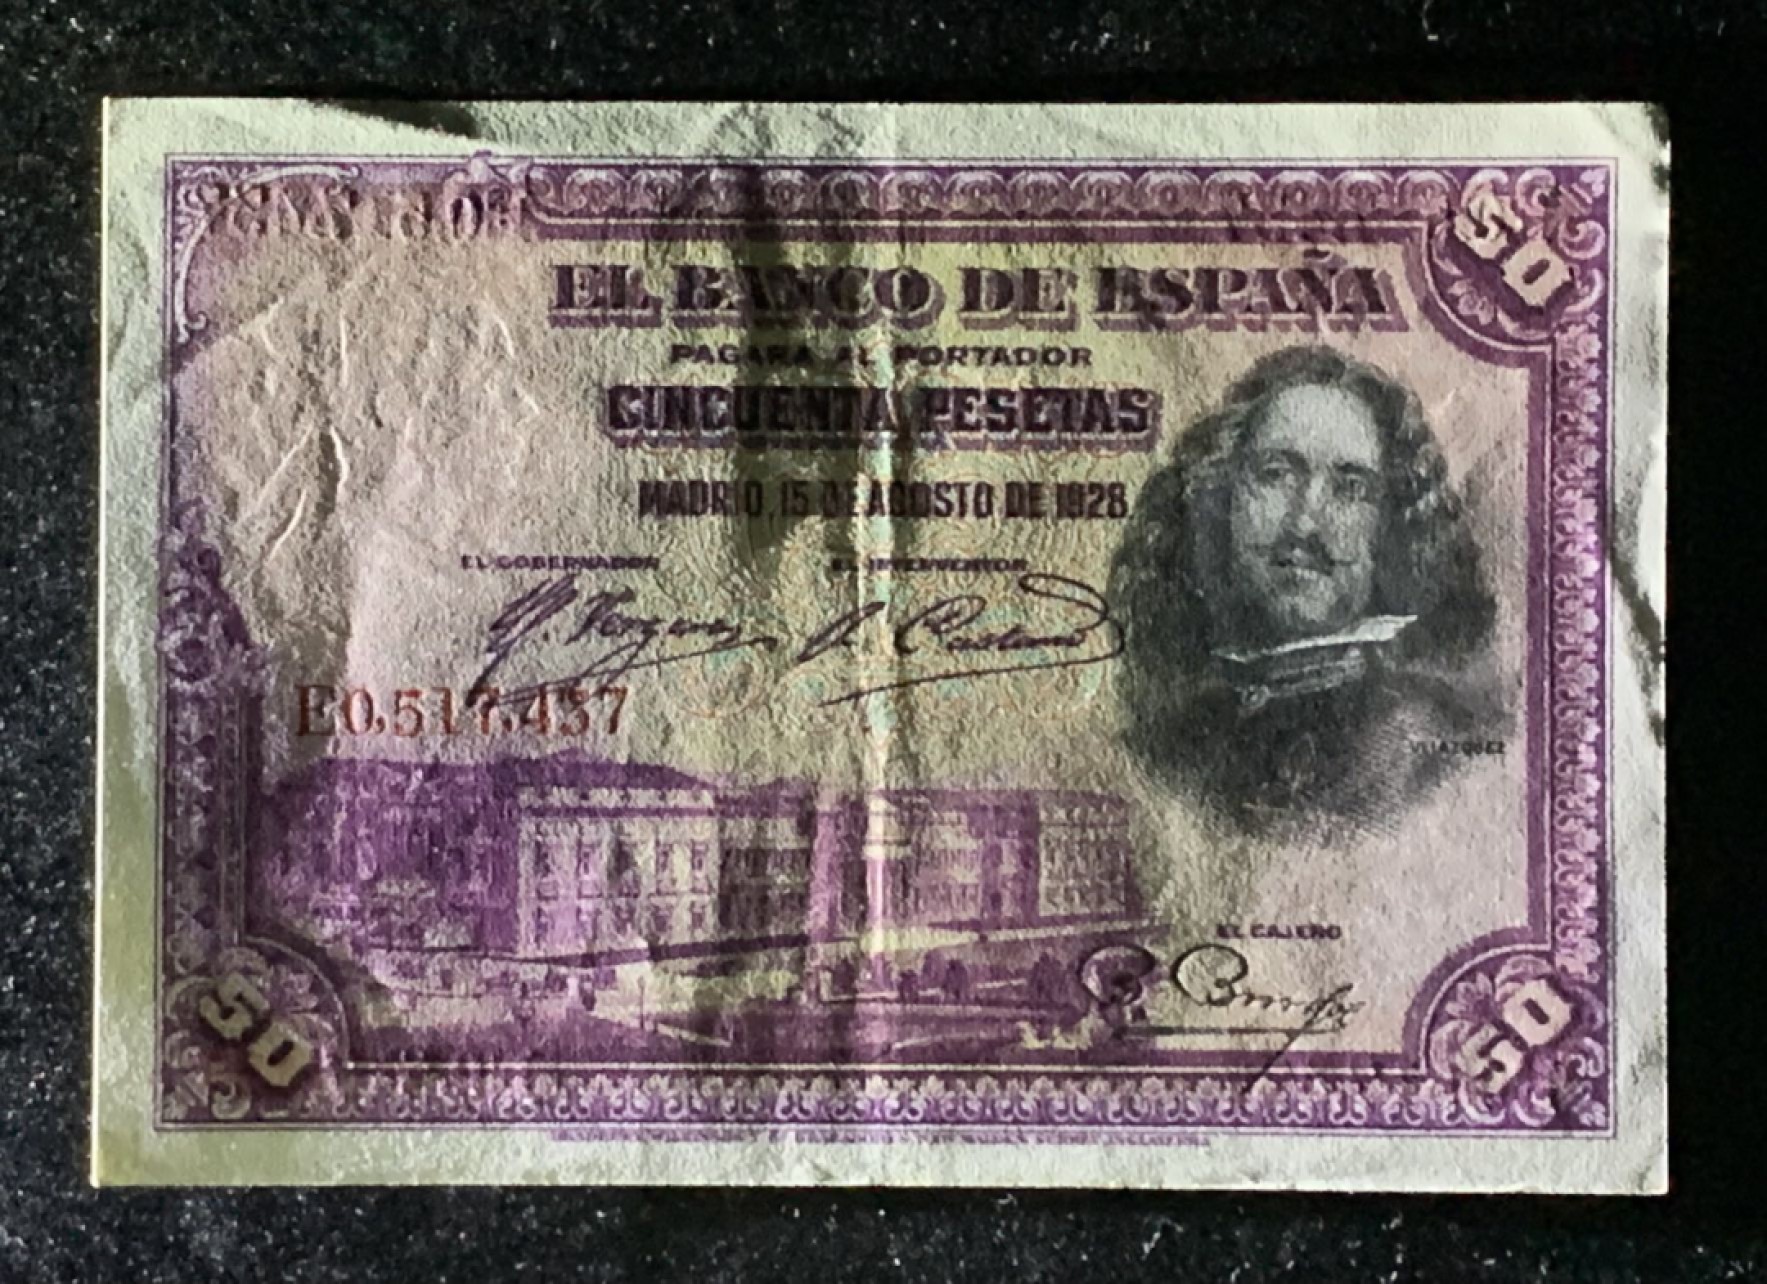 50
EL BANCO DE ESPAÑA
PAGARÁ AL PORTADOR
CINCUENTA PESETAS
MADRID, 15 DE AGOSTO DE 1928
EL GOBERNADOR EL INTERVENTOR
E0,517,437
VELAZQUEZ
EL CAJERO
50 50